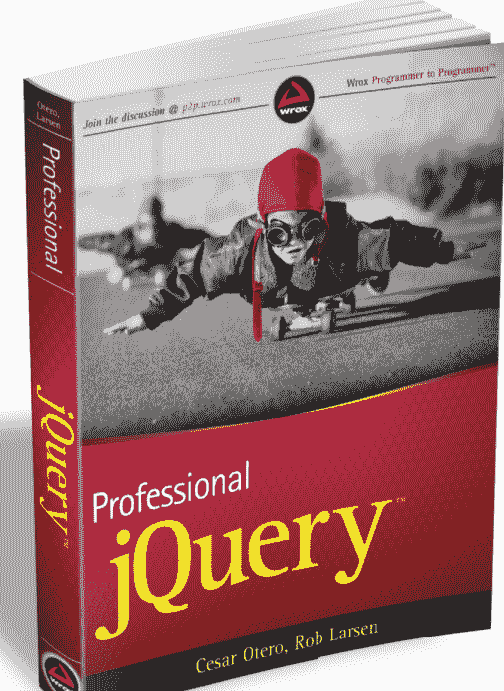 Otero,
Larsen
Professional
jQuery™
wrox
Join the discussion @ p2p.wrox.com
wrox
Wrox Programmer to Programmer™
Professional
jQuery™
Cesar Otero, Rob Larsen